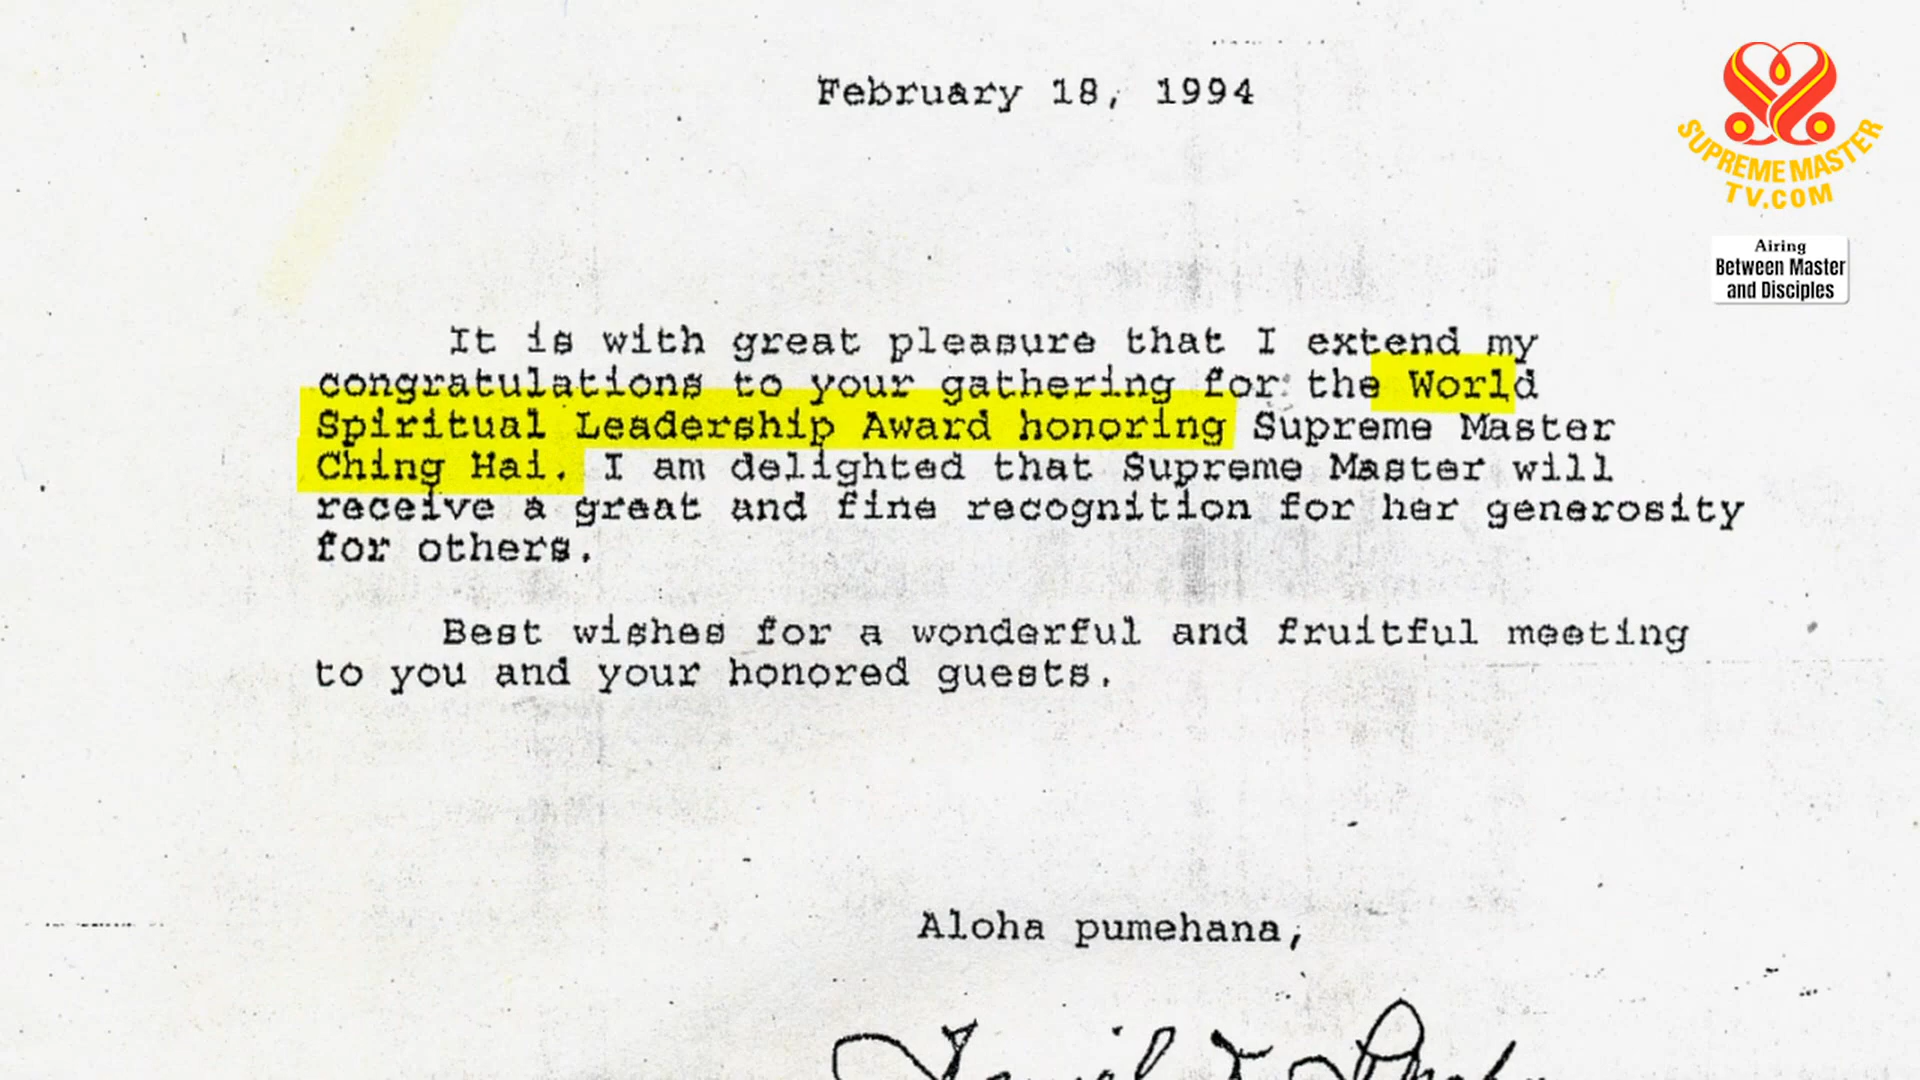 February 18, 1994
SUPREME MASTER
TV.COM
Airing
Between Master
and Disciples
It is with great pleasure that I extend my
congratulations to your gathering for the World
Spiritual Leadership Award honoring Supreme Master
Ching Hai. I am delighted that Supreme Master will
receive a great and fine recognition for her generosity
for others.
Best wishes for a wonderful and fruitful meeting
to you and your honored guests.
Aloha pumehana,